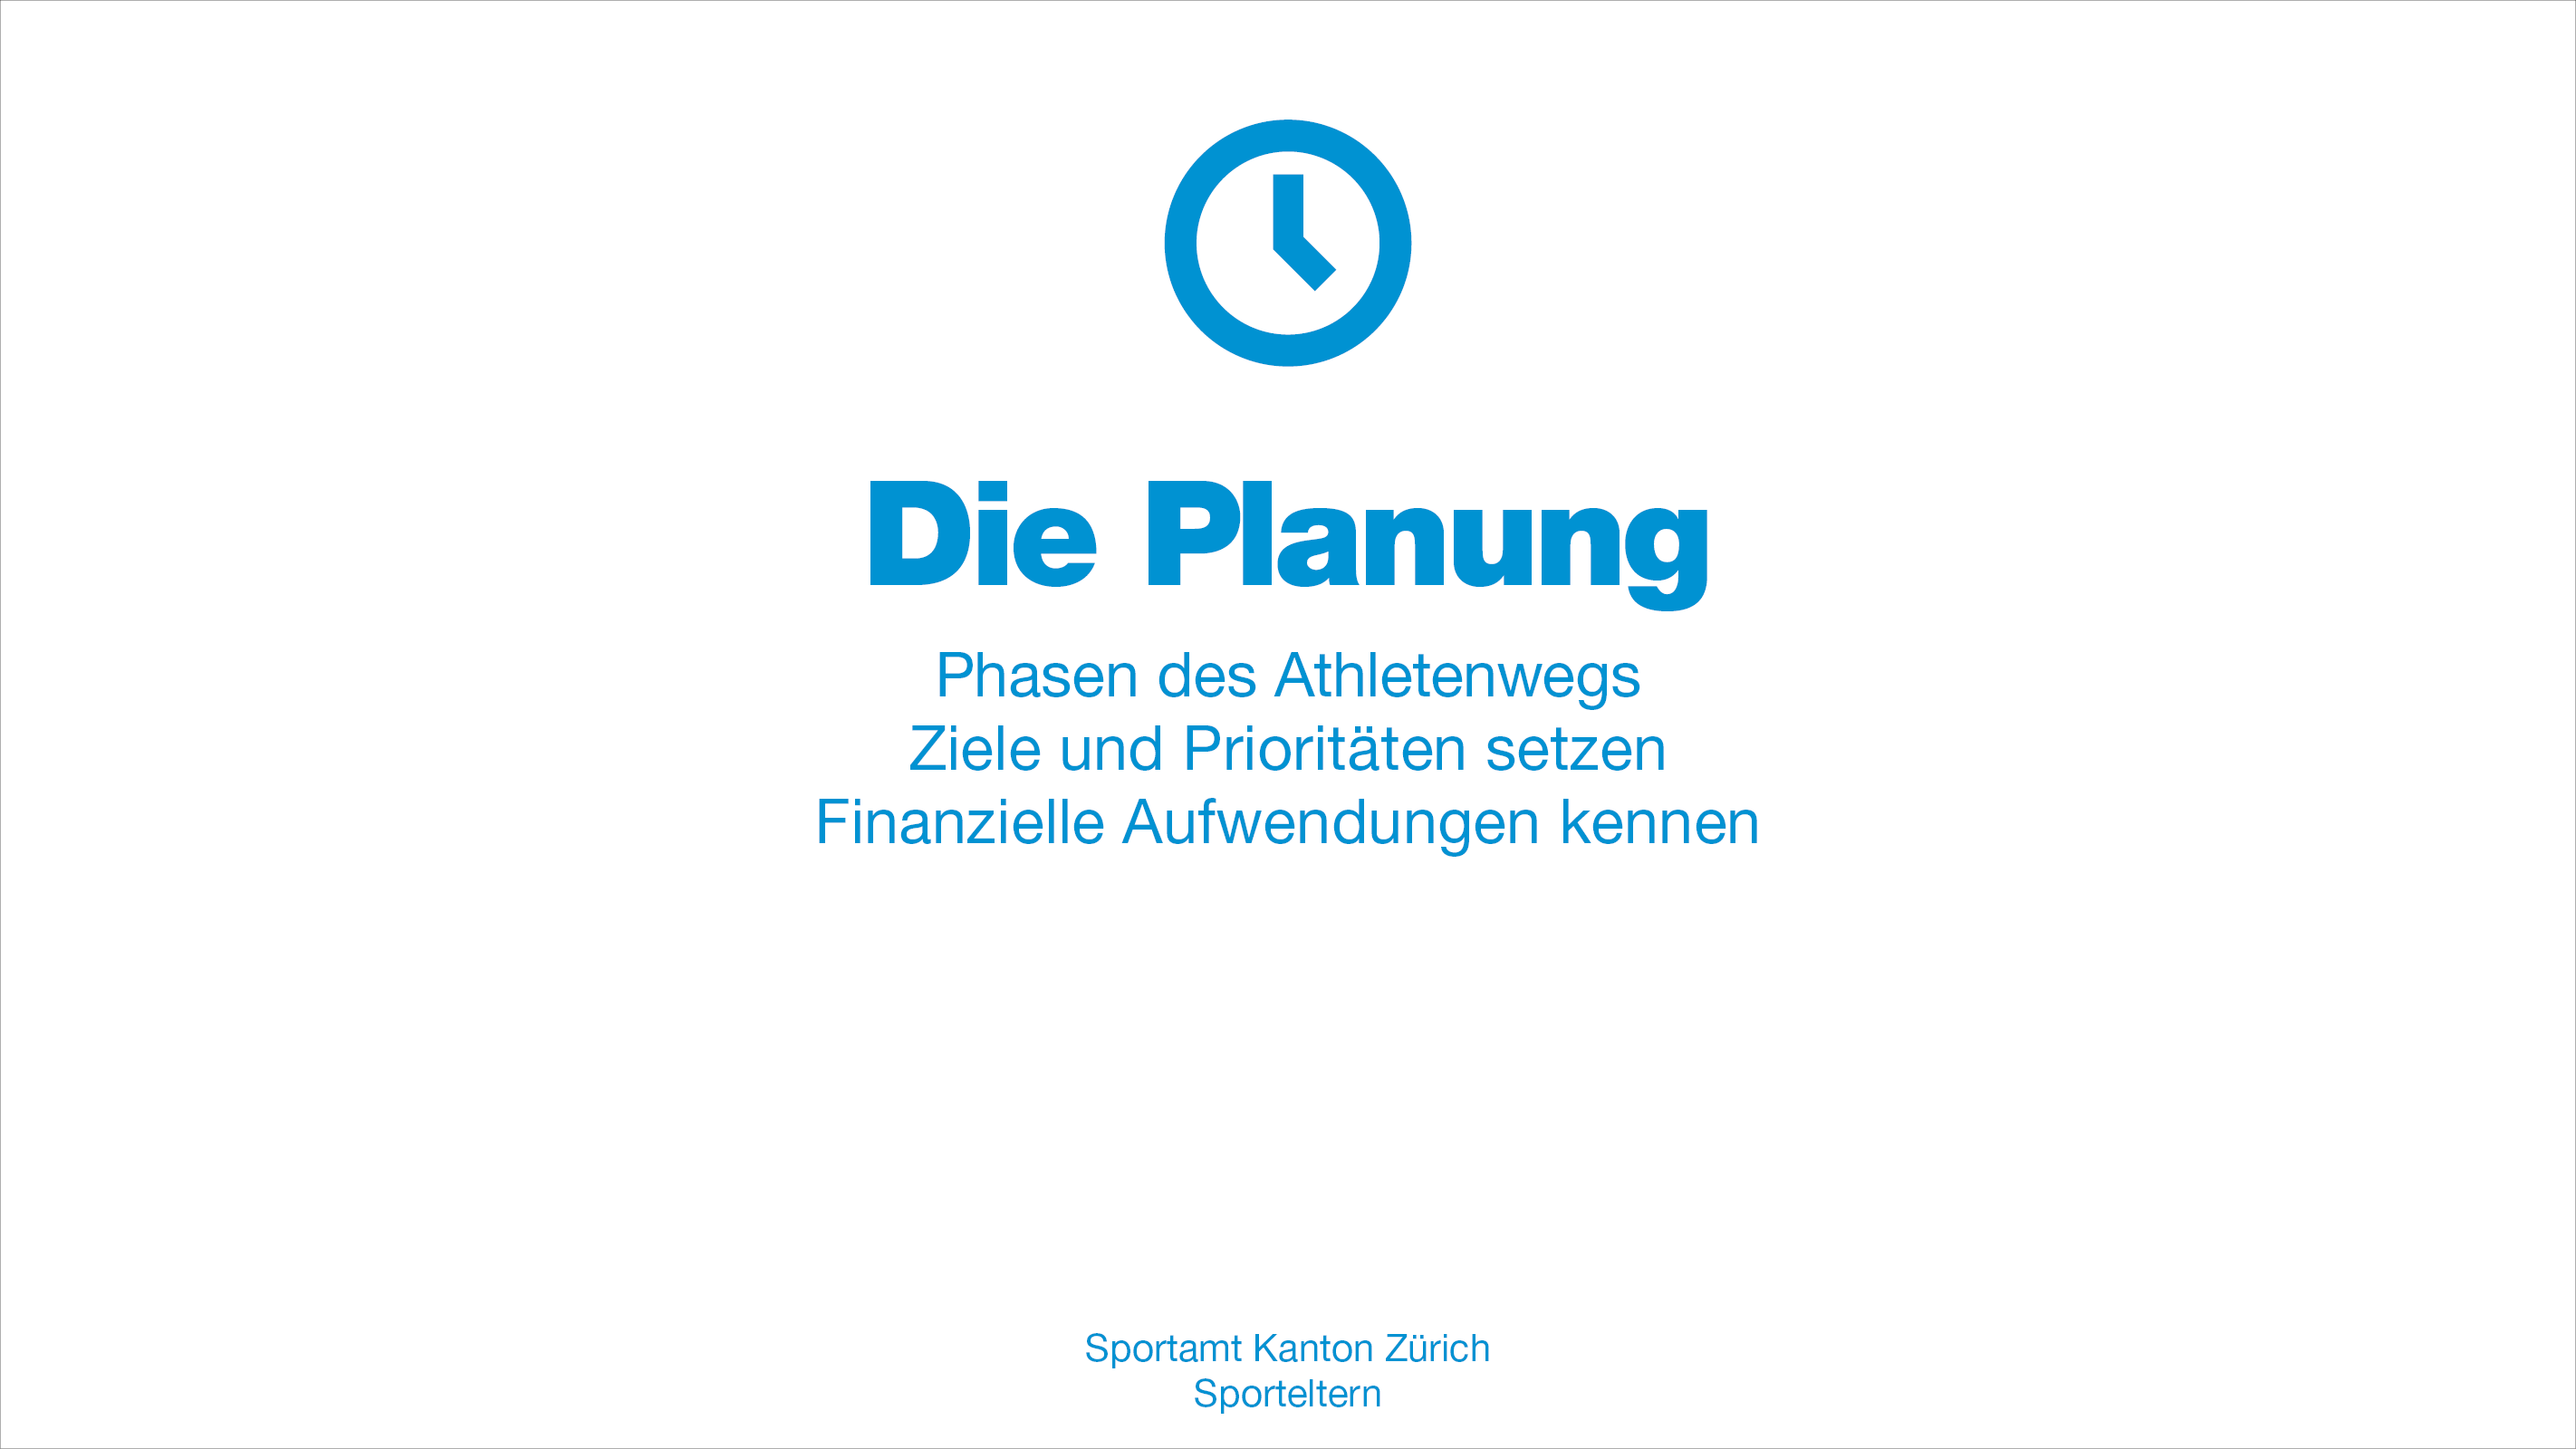 Die Planung
Phasen des Athletenwegs
Ziele und Prioritäten setzen
Finanzielle Aufwendungen kennen
Sportamt Kanton Zürich
Sporteltern